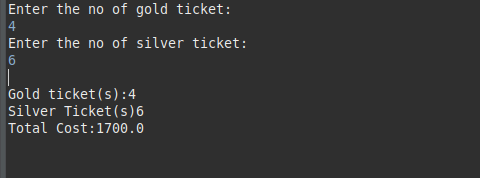 Enter the no of gold ticket:
4
Enter the no of silver ticket:
6
Gold ticket(s):4
Silver Ticket(s)6
Total Cost:1700.0